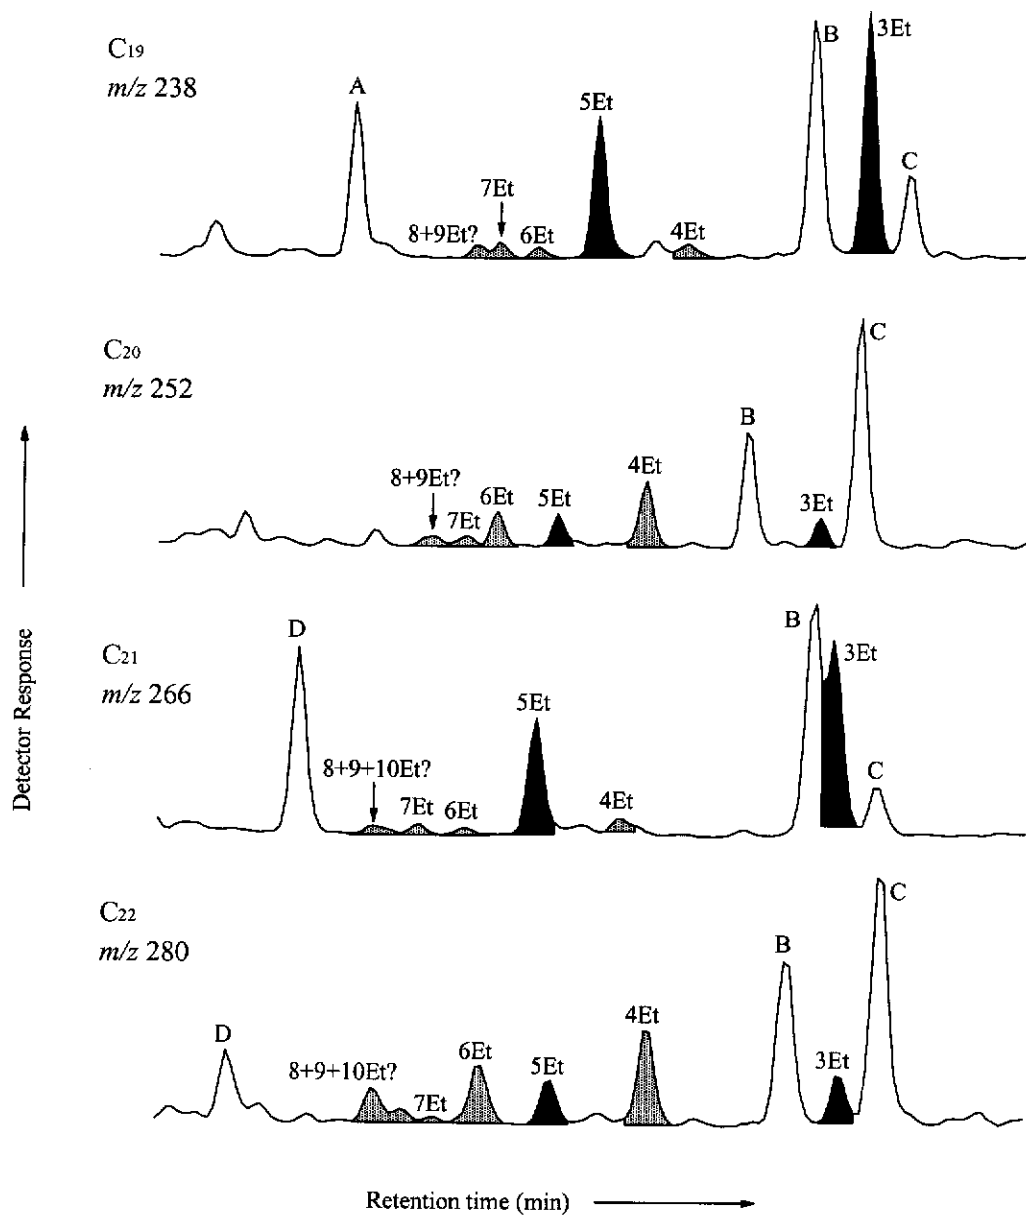 C19
m/z 238
A
8+9Et?
7Et
6Et
5Et
4Et
B
3Et
C
C20
m/z 252
8+9Et?
7Et
6Et
5Et
4Et
B
3Et
C
C21
m/z 266
D
8+9+10Et?
7Et
6Et
5Et
4Et
B
3Et
C
C22
m/z 280
D
8+9+10Et?
7Et
6Et
5Et
4Et
B
3Et
C
Detector Response
Retention time (min)